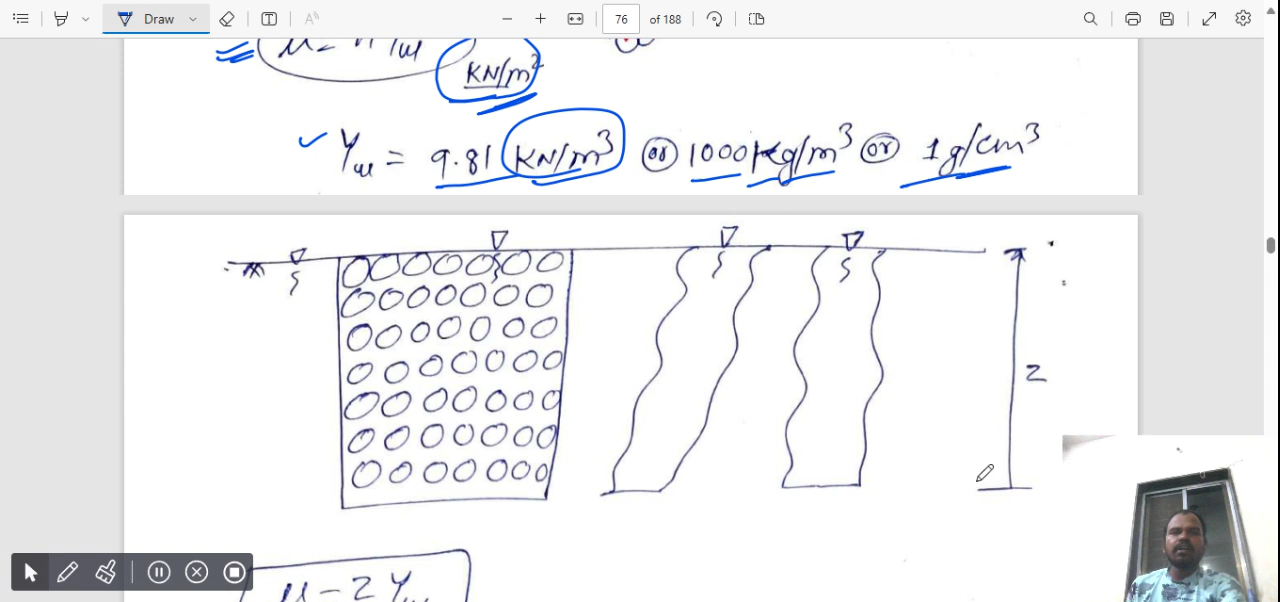 Draw
76 of 188
KN/m²
γw = 9.81 KN/m³ or 1000 kg/m³ or 1 g/cm³
Z
u = Z γw